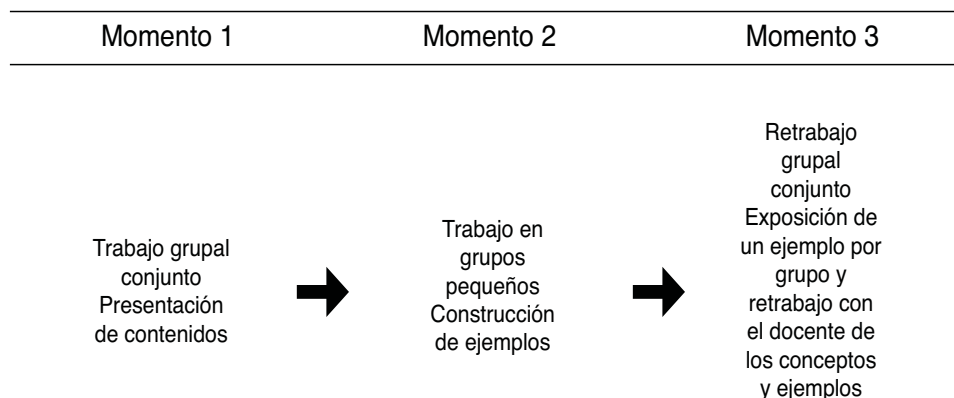 Momento 1
Momento 2
Momento 3
Trabajo grupal
conjunto
Presentación
de contenidos
Trabajo en
grupos
pequeños
Construcción
de ejemplos
Retrabajo
grupal
conjunto
Exposición de
un ejemplo por
grupo y
retrabajo con
el docente de
los conceptos
y ejemplos